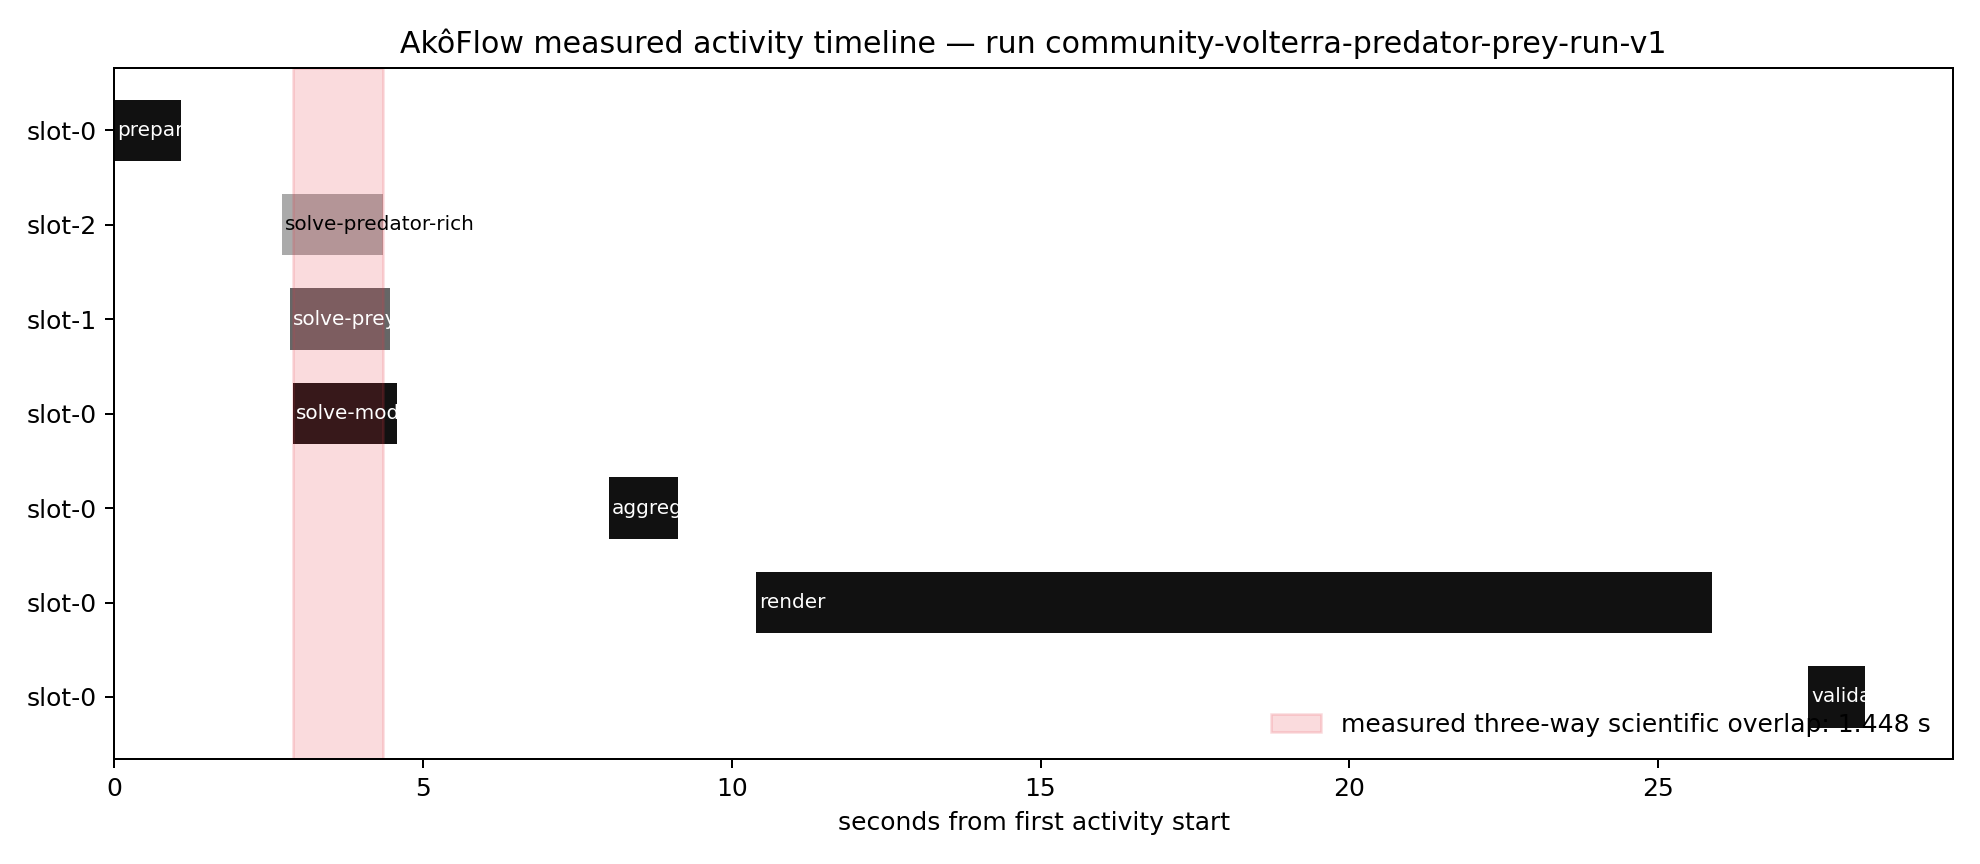 AkôFlow measured activity timeline — run community-volterra-predator-prey-run-v1
slot-0
prepar
slot-2
solve-predator-rich
slot-1
solve-prey
slot-0
solve-mod
slot-0
aggreg
slot-0
render
slot-0
valida
measured three-way scientific overlap: 1.448 s
0 5 10 15 20 25
seconds from first activity start